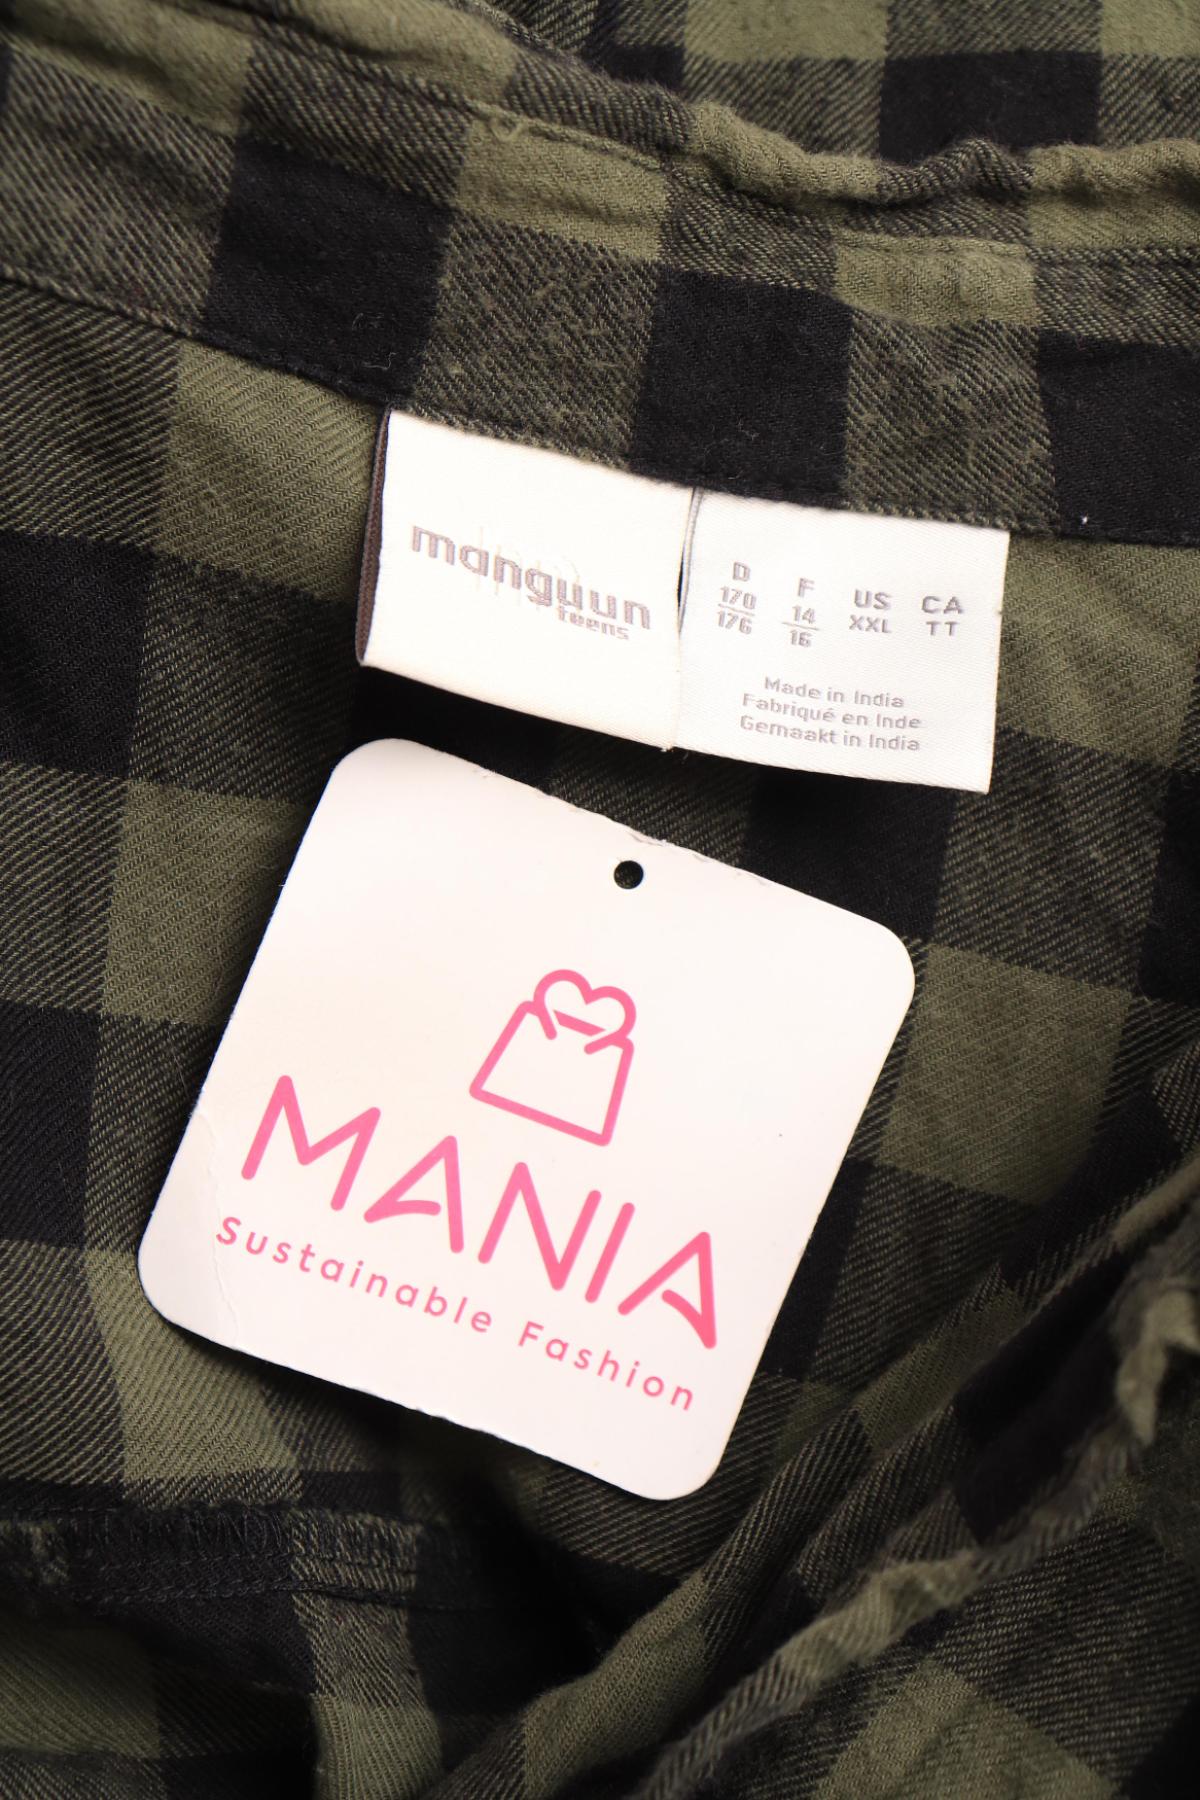 manguun
teens
D F US CA
170 14 XXL TT
176 16
Made in India
Fabriqué en Inde
Gemaakt in India
MANIA
Sustainable Fashion